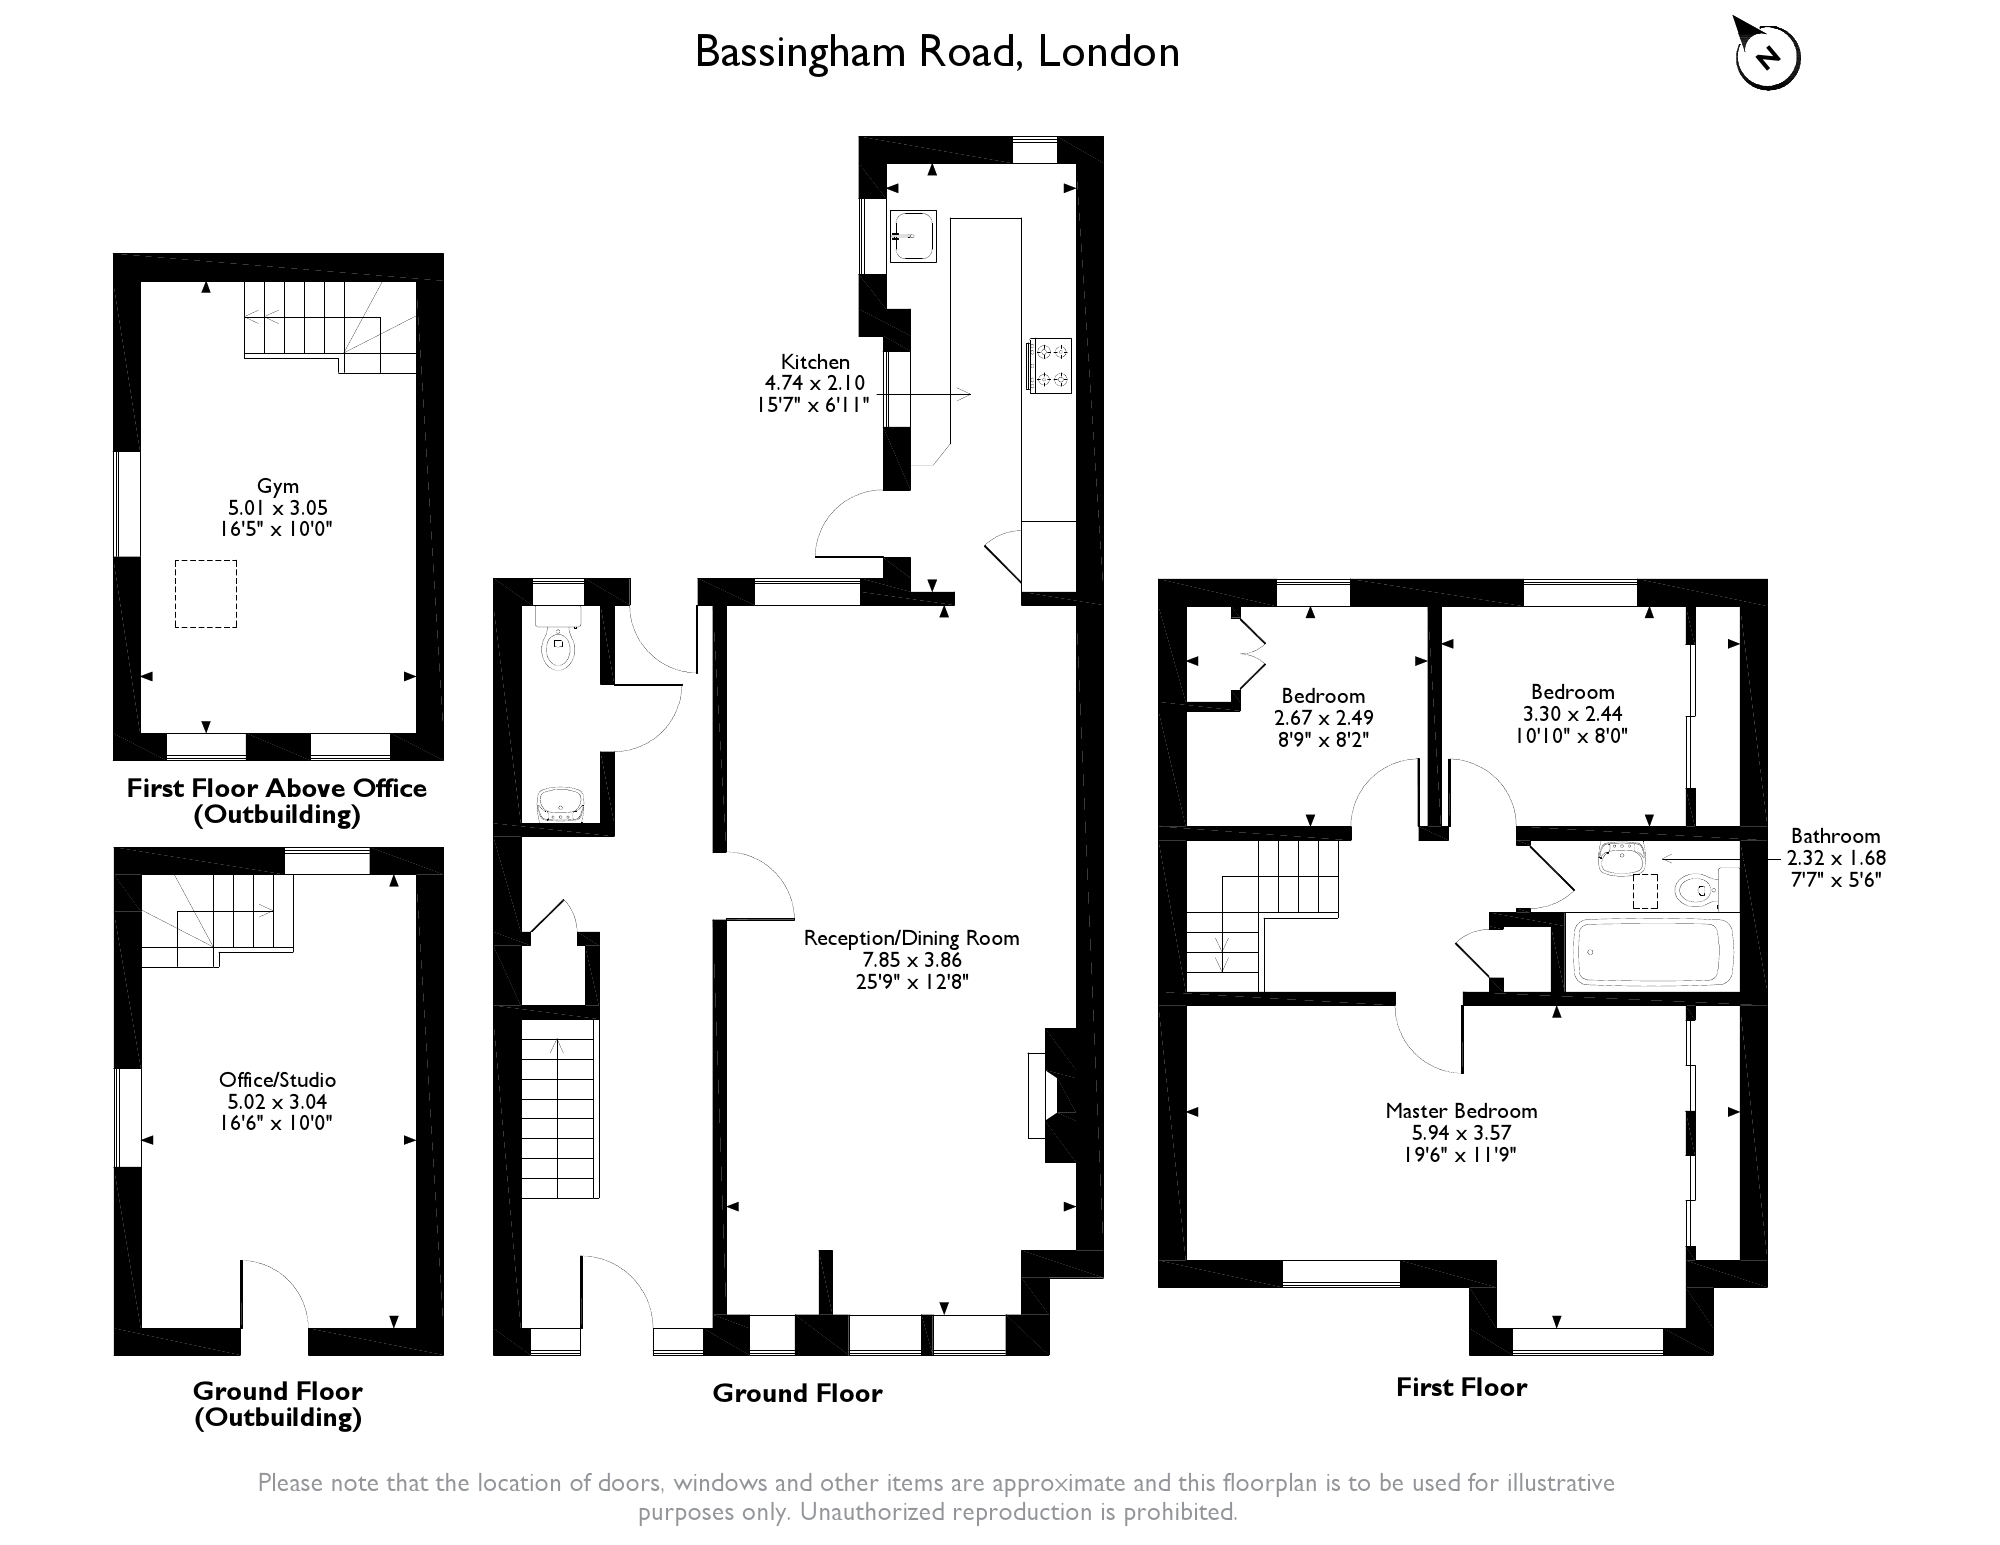 Bassingham Road, London
N
Kitchen
4.74 x 2.10
15'7" x 6'11"
Gym
5.01 x 3.05
16'5" x 10'0"
First Floor Above Office
(Outbuilding)
Bedroom
2.67 x 2.49
8'9" x 8'2"
Bedroom
3.30 x 2.44
10'10" x 8'0"
Bathroom
2.32 x 1.68
7'7" x 5'6"
Reception/Dining Room
7.85 x 3.86
25'9" x 12'8"
Office/Studio
5.02 x 3.04
16'6" x 10'0"
Master Bedroom
5.94 x 3.57
19'6" x 11'9"
Ground Floor
(Outbuilding)
Ground Floor
First Floor
Please note that the location of doors, windows and other items are approximate and this floorplan is to be used for illustrative
purposes only. Unauthorized reproduction is prohibited.